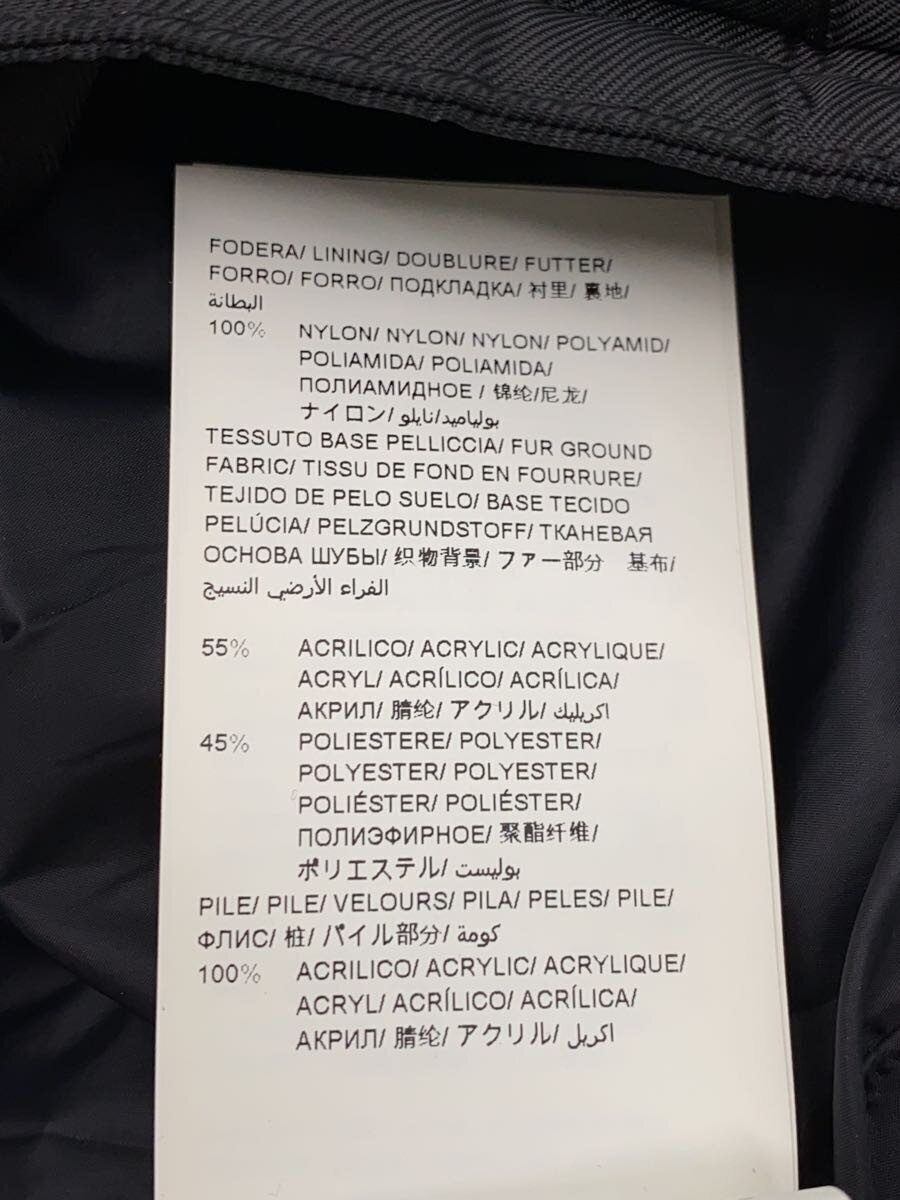 FODERA/ LINING/ DOUBLURE/ FUTTER/
FORRO/ FORRO/ ПОДКЛАДКА/ 衬里/ 裏地/
البطانة
100% NYLON/ NYLON/ NYLON/ POLYAMID/
POLIAMIDA/ POLIAMIDA/
ПОЛИАМИДНОЕ / 锦纶/尼龙/
ナイロン/ بولياميد/نايلو
TESSUTO BASE PELLICCIA/ FUR GROUND
FABRIC/ TISSU DE FOND EN FOURRURE/
TEJIDO DE PELO SUELO/ BASE TECIDO
PELÚCIA/ PELZGRUNDSTOFF/ ТКАНЕВАЯ
ОСНОВА ШУБЫ/ 织物背景/ ファー部分 基布/
الفراء الأرضي النسيج
55% ACRILICO/ ACRYLIC/ ACRYLIQUE/
ACRYL/ ACRÍLICO/ ACRÍLICA/
АКРИЛ/ 腈纶/ アクリル/ اكريليك
45% POLIESTERE/ POLYESTER/
POLYESTER/ POLYESTER/
POLIÉSTER/ POLIÉSTER/
ПОЛИЭФИРНОЕ/ 聚酯纤维/
ポリエステル/ بوليست
PILE/ PILE/ VELOURS/ PILA/ PELES/ PILE/
ФЛИС/ 桩/ パイル部分/ كومة
100% ACRILICO/ ACRYLIC/ ACRYLIQUE/
ACRYL/ ACRÍLICO/ ACRÍLICA/
АКРИЛ/ 腈纶/ アクリル/ اكريل